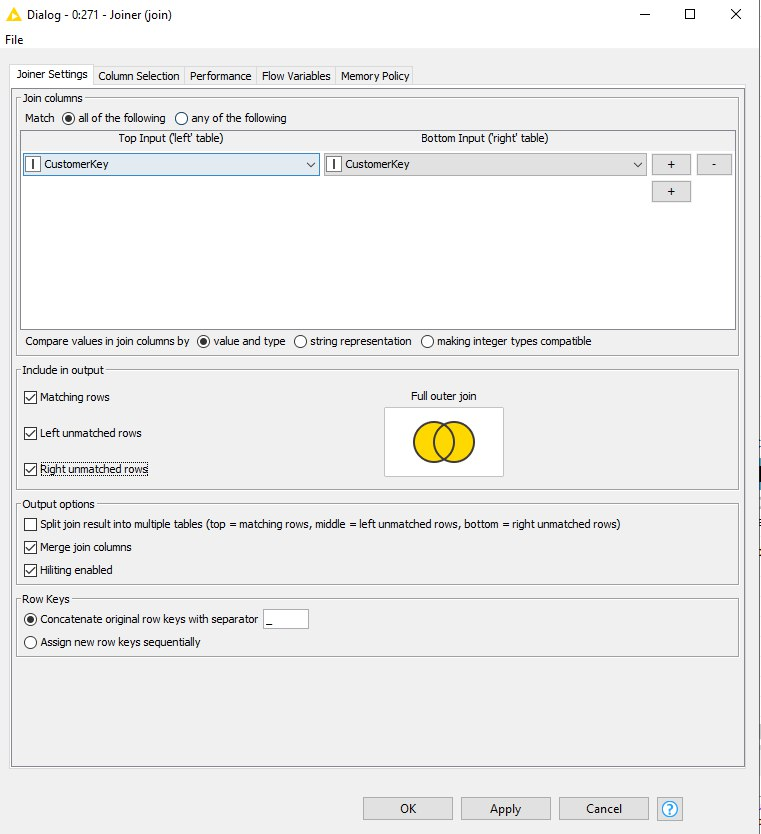 Dialog - 0:271 - Joiner (join)
File
Joiner Settings Column Selection Performance Flow Variables Memory Policy
Join columns
Match all of the following any of the following
Top Input ('left' table) Bottom Input ('right' table)
I CustomerKey I CustomerKey + -
+
Compare values in join columns by value and type string representation making integer types compatible
Include in output
Matching rows Full outer join
Left unmatched rows
Right unmatched rows
Output options
Split join result into multiple tables (top = matching rows, middle = left unmatched rows, bottom = right unmatched rows)
Merge join columns
Hiliting enabled
Row Keys
Concatenate original row keys with separator _
Assign new row keys sequentially
OK Apply Cancel ?